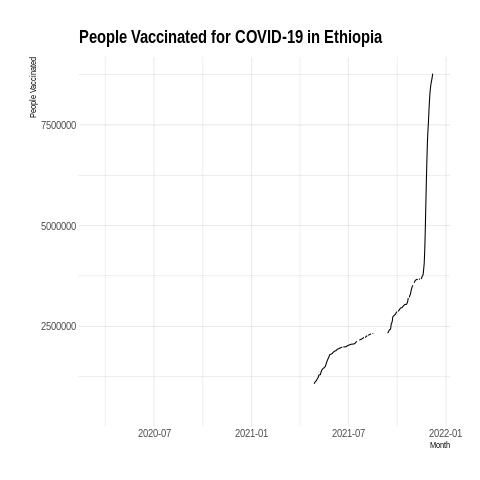 People Vaccinated for COVID-19 in Ethiopia
People Vaccinated
7500000
5000000
2500000
2020-07
2021-01
2021-07
2022-01
Month